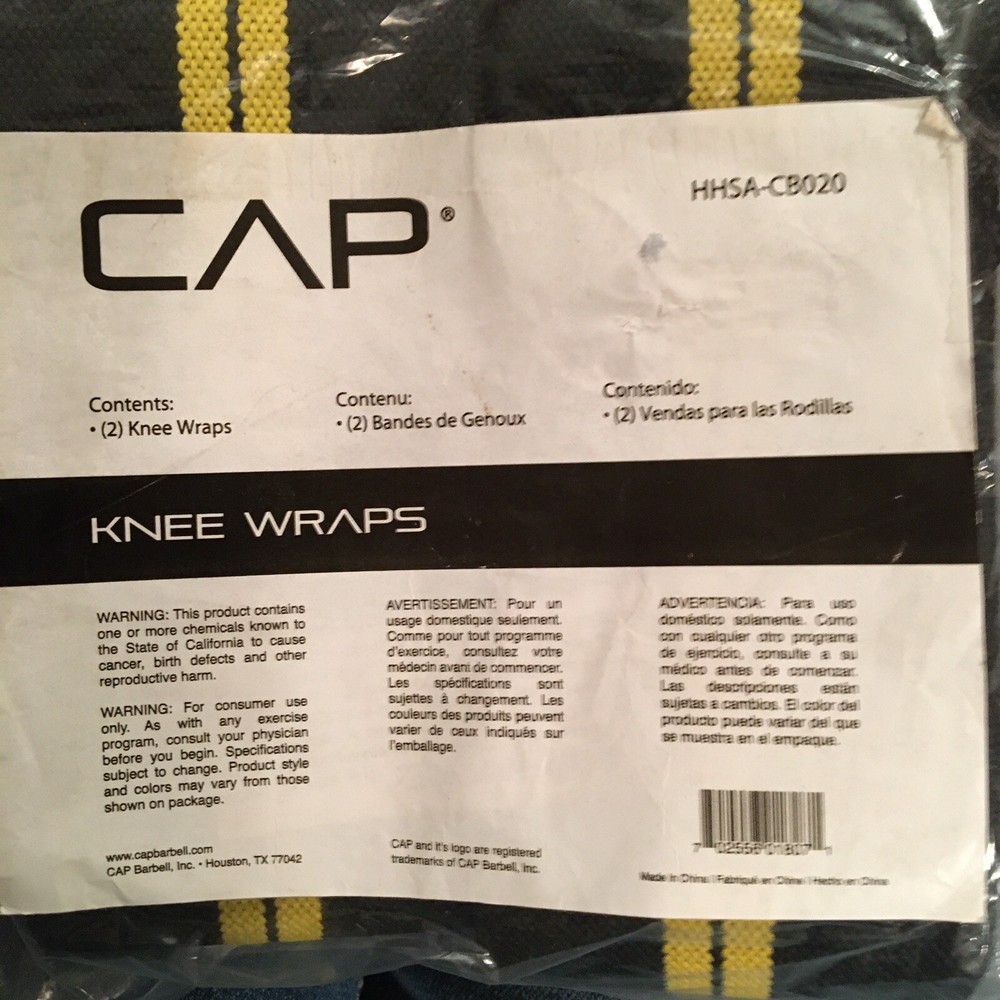 CAP®
HHSA-CB020
Contents:
• (2) Knee Wraps
Contenu:
• (2) Bandes de Genoux
Contenido:
• (2) Vendas para las Rodillas
KNEE WRAPS
WARNING: This product contains
one or more chemicals known to
the State of California to cause
cancer, birth defects and other
reproductive harm.
WARNING: For consumer use
only. As with any exercise
program, consult your physician
before you begin. Specifications
subject to change. Product style
and colors may vary from those
shown on package.
AVERTISSEMENT: Pour un
usage domestique seulement.
Comme pour tout programme
d'exercice, consultez votre
médecin avant de commencer.
Les spécifications sont
sujettes à changement. Les
couleurs des produits peuvent
varier de ceux indiqués sur
l'emballage.
ADVERTENCIA: Para uso
doméstico solamente. Como
con cualquier otro programa
de ejercicio, consulte a su
médico antes de comenzar.
Las descripciones están
sujetas a cambios. El color del
producto puede variar del que
se muestra en el empaque.
www.capbarbell.com
CAP Barbell, Inc. • Houston, TX 77042
CAP and it's logo are registered
trademarks of CAP Barbell, Inc.
7 02556 01807 1
Made in China / Fabriqué en Chine / Hecho en China